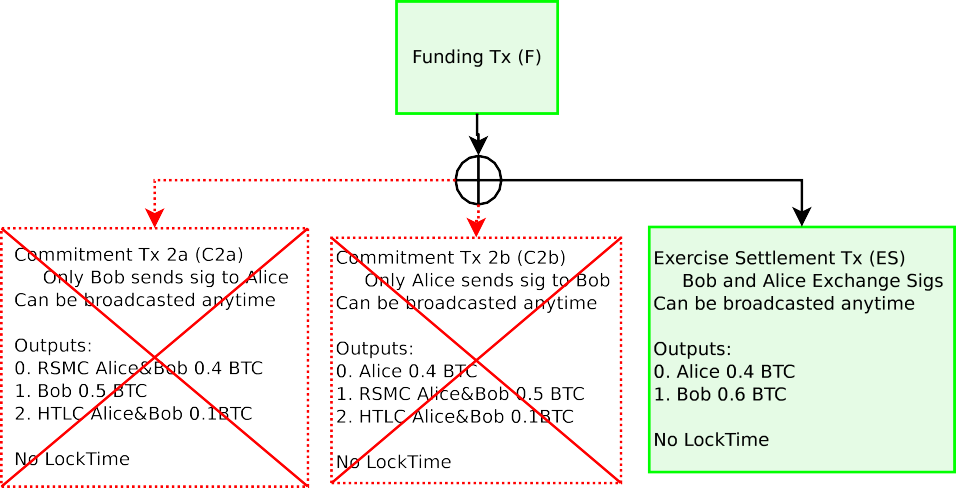 Funding Tx (F)
Commitment Tx 2a (C2a)
Only Bob sends sig to Alice
Can be broadcasted anytime
Outputs:
0. RSMC Alice&Bob 0.4 BTC
1. Bob 0.5 BTC
2. HTLC Alice&Bob 0.1BTC
No LockTime
Commitment Tx 2b (C2b)
Only Alice sends sig to Bob
Can be broadcasted anytime
Outputs:
0. Alice 0.4 BTC
1. RSMC Alice&Bob 0.5 BTC
2. HTLC Alice&Bob 0.1BTC
No LockTime
Exercise Settlement Tx (ES)
Bob and Alice Exchange Sigs
Can be broadcasted anytime
Outputs:
0. Alice 0.4 BTC
1. Bob 0.6 BTC
No LockTime